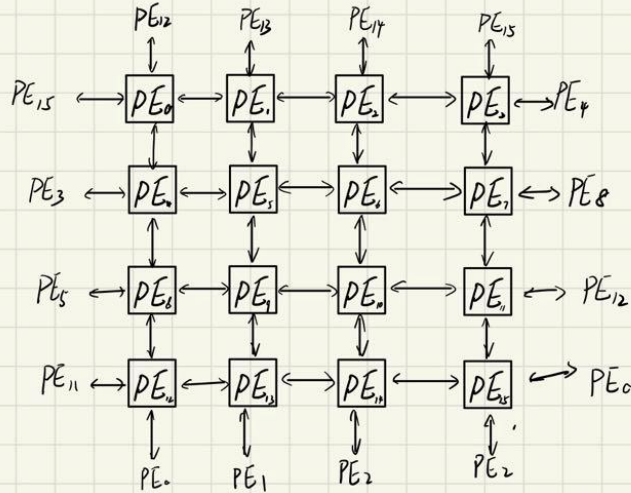 PE₁₂ PE₁₃ PE₁₄ PE₁₅
PE₁₅ PE₀ PE₁ PE₂ PE₃ PE₄
PE₃ PE₄ PE₅ PE₆ PE₇ PE₈
PE₅ PE₈ PE₉ PE₁₀ PE₁₁ PE₁₂
PE₁₁ PE₁₂ PE₁₃ PE₁₄ PE₁₅ PE₀
PE₀ PE₁ PE₂ PE₂